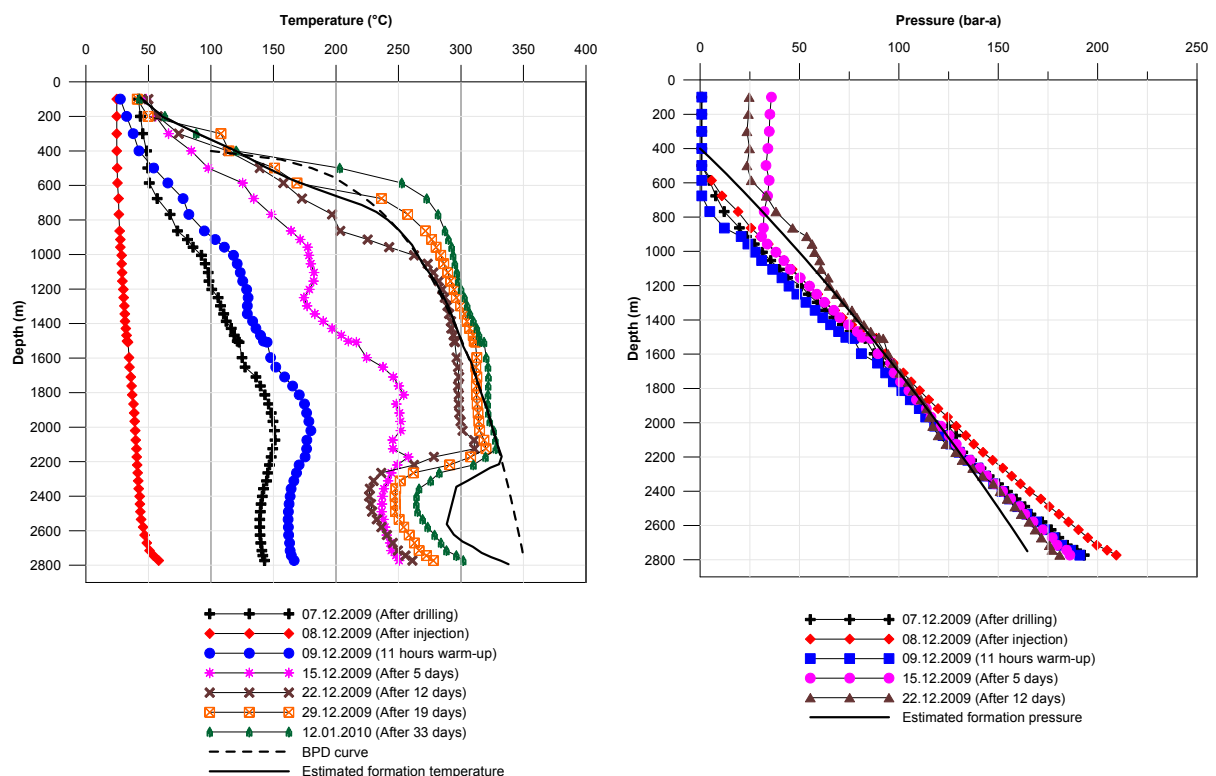 Temperature (°C)
0 50 100 150 200 250 300 400
0
200
400
600
800
1000
1200
1400
1600
1800
2000
2200
2400
2600
2800
Depth (m)
07.12.2009 (After drilling)
08.12.2009 (After injection)
09.12.2009 (11 hours warm-up)
15.12.2009 (After 5 days)
22.12.2009 (After 12 days)
29.12.2009 (After 19 days)
12.01.2010 (After 33 days)
BPD curve
Estimated formation temperature
Pressure (bar-a)
0 50 100 150 200 250
0
200
400
600
800
1000
1200
1400
1600
1800
2000
2200
2400
2600
2800
Depth (m)
07.12.2009 (After drilling)
08.12.2009 (After injection)
09.12.2009 (11 hours warm-up)
15.12.2009 (After 5 days)
22.12.2009 (After 12 days)
Estimated formation pressure